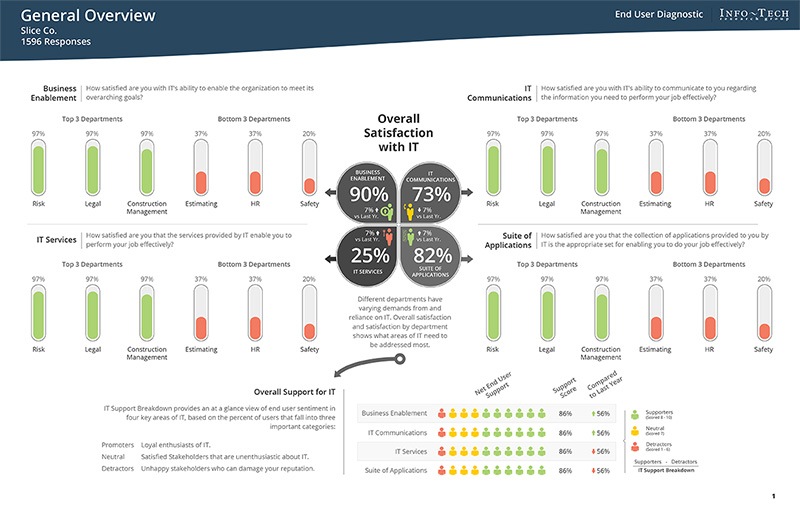 General Overview
Slice Co.
1596 Responses
End User Diagnostic
INFO~TECH
research group
Business Enablement
How satisfied are you with IT's ability to enable the organization to meet its
overarching goals?
Top 3 Departments
Bottom 3 Departments
97% 97% 97% 37% 37% 20%
Risk Legal Construction Management Estimating HR Safety
IT Services
How satisfied are you that the services provided by IT enable you to
perform your job effectively?
Top 3 Departments
Bottom 3 Departments
97% 97% 97% 37% 37% 20%
Risk Legal Construction Management Estimating HR Safety
Overall
Satisfaction
with IT
BUSINESS
ENABLEMENT
90%
7%
vs Last Yr.
IT
COMMUNICATIONS
73%
7%
vs Last Yr.
7%
vs Last Yr.
25%
IT SERVICES
7%
vs Last Yr.
82%
SUITE OF
APPLICATIONS
Different departments have
varying demands from and
reliance on IT. Overall satisfaction
and satisfaction by department
shows what areas of IT need to
be addressed most.
IT Communications
How satisfied are you with IT's ability to communicate to you regarding
the information you need to perform your job effectively?
Top 3 Departments
Bottom 3 Departments
97% 97% 97% 37% 37% 20%
Risk Legal Construction Management Estimating HR Safety
Suite of Applications
How satisfied are you that the collection of applications provided to you by
IT is the appropriate set for enabling you to do your job effectively?
Top 3 Departments
Bottom 3 Departments
97% 97% 97% 37% 37% 20%
Risk Legal Construction Management Estimating HR Safety
Overall Support for IT
IT Support Breakdown provides an at a glance view of end user sentiment in
four key areas of IT, based on the percent of users that fall into three
important categories:
Promoters Loyal enthusiasts of IT.
Neutral Satisfied Stakeholders that are unenthusiastic about IT.
Detractors Unhappy stakeholders who can damage your reputation.
Net End User
Support
Support
Score
Compared
to Last Year
Business Enablement 86% 56%
IT Communications 86% 56%
IT Services 86% 56%
Suite of Applications 86% 56%
Supporters
(Scored 8 - 10)
Neutral
(Scored 7)
Detractors
(Scored 1 - 6)
Supporters - Detractors
IT Support Breakdown
1